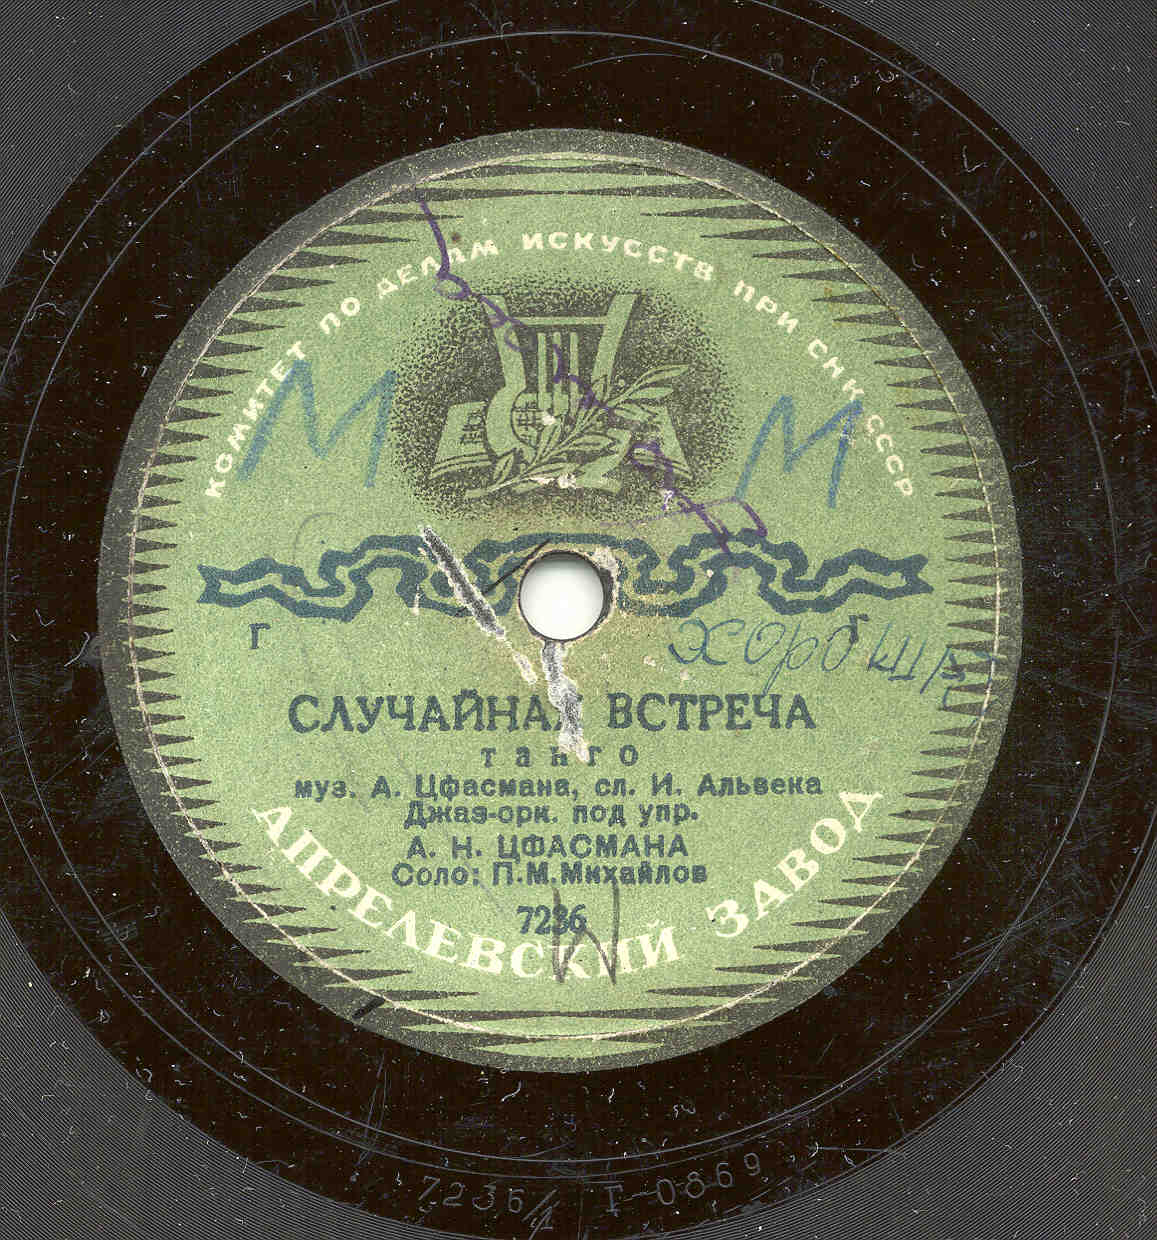 КОМИТЕТ ПО ДЕЛАМ ИСКУССТВ ПРИ СНК СССР
М М
Г Г
СЛУЧАЙНАЯ ВСТРЕЧА
танго
муз. А. Цфасмана, сл. И. Альвека
Джаз-орк. под упр.
А. Н. ЦФАСМАНА
Соло: П.М.Михайлов
7236
АПРЕЛЕВСКИЙ ЗАВОД
7236/1 Г-0869